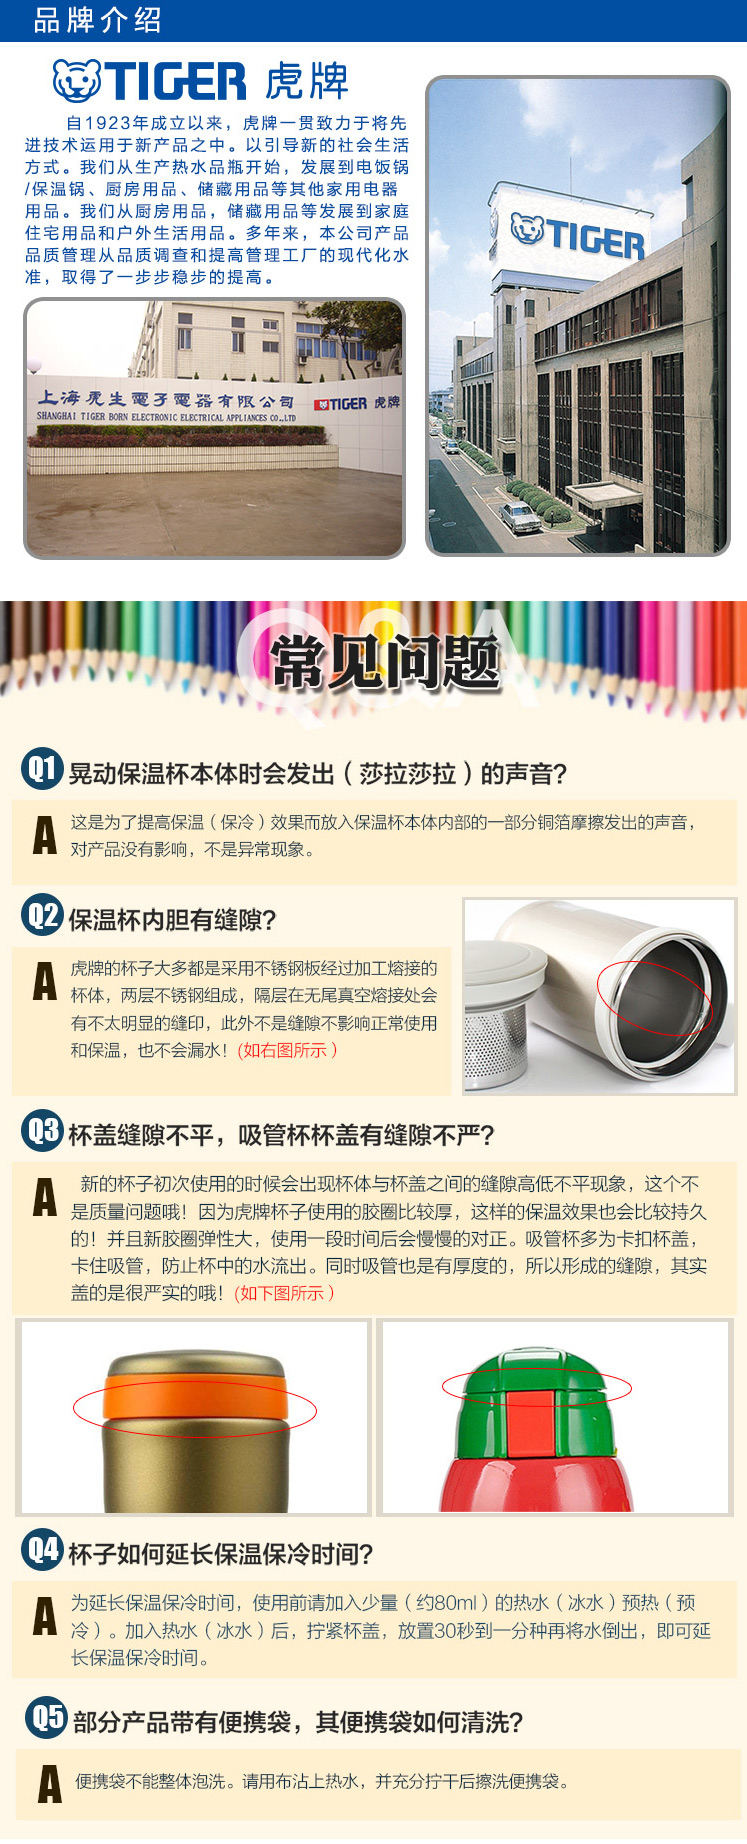 品牌介绍
TIGER 虎牌
自1923年成立以来，虎牌一贯致力于将先
进技术运用于新产品之中。以引导新的社会生活
方式。我们从生产热水品瓶开始，发展到电饭锅
/保温锅、厨房用品、储藏用品等其他家用电器
用品。我们从厨房用品，储藏用品等发展到家庭
住宅用品和户外生活用品。多年来，本公司产品
品质管理从品质调查和提高管理工厂的现代化水
准，取得了一步步稳步的提高。
TIGER
上海虎生電子電器有限公司
SHANGHAI TIGER BORN ELECTRONIC ELECTRICAL APPLIANCES CO.,LTD
TIGER 虎牌
Q&A
常见问题
Q1 晃动保温杯本体时会发出（莎拉莎拉）的声音?
A 这是为了提高保温（保冷）效果而放入保温杯本体内部的一部分铜箔摩擦发出的声音，
对产品没有影响，不是异常现象。
Q2 保温杯内胆有缝隙?
A 虎牌的杯子大多都是采用不锈钢板经过加工熔接的
杯体，两层不锈钢组成，隔层在无尾真空熔接处会
有不太明显的缝印，此外不是缝隙不影响正常使用
和保温，也不会漏水！(如右图所示）
Q3 杯盖缝隙不平，吸管杯杯盖有缝隙不严?
A 新的杯子初次使用的时候会出现杯体与杯盖之间的缝隙高低不平现象，这个不
是质量问题哦！因为虎牌杯子使用的胶圈比较厚，这样的保温效果也会比较持久
的！并且新胶圈弹性大，使用一段时间后会慢慢的对正。吸管杯多为卡扣杯盖，
卡住吸管，防止杯中的水流出。同时吸管也是有厚度的，所以形成的缝隙，其实
盖的是很严实的哦！(如下图所示）
Q4 杯子如何延长保温保冷时间?
A 为延长保温保冷时间，使用前请加入少量（约80ml）的热水（冰水）预热（预
冷）。加入热水（冰水）后，拧紧杯盖，放置30秒到一分种再将水倒出，即可延
长保温保冷时间。
Q5 部分产品带有便携袋，其便携袋如何清洗?
A 便携袋不能整体泡洗。请用布沾上热水，并充分拧干后擦洗便携袋。